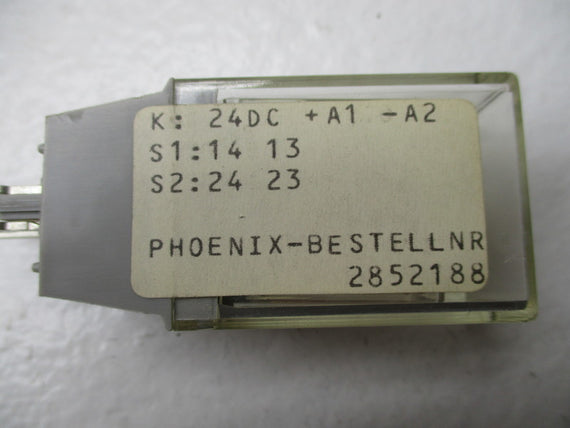 K: 24DC +A1 -A2
S1:14 13
S2:24 23
PHOENIX-BESTELLNR
2852188